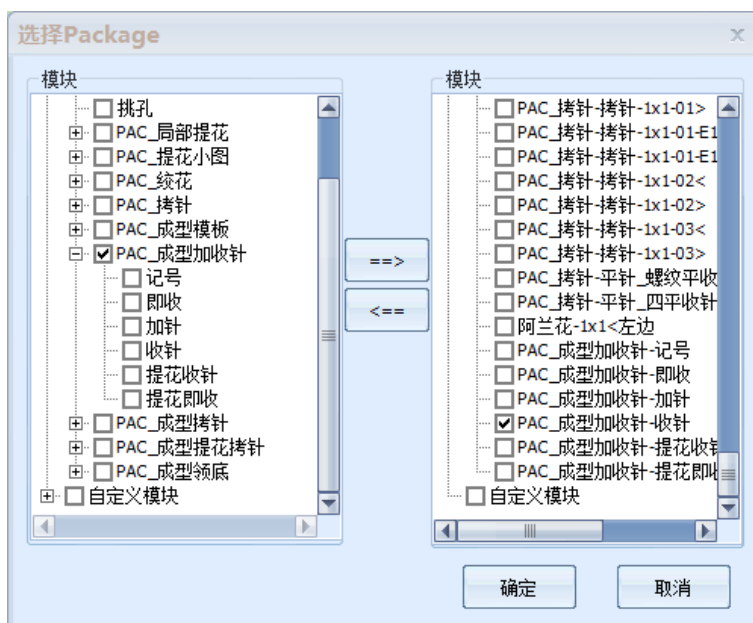 选择Package
x
模块
挑孔
PAC_局部提花
PAC_提花小图
PAC_绞花
PAC_拷针
PAC_成型模板
PAC_成型加收针
记号
即收
加针
收针
提花收针
提花即收
PAC_成型拷针
PAC_成型提花拷针
PAC_成型领底
自定义模块
==>
<==
模块
PAC_拷针-拷针-1x1-01>
PAC_拷针-拷针-1x1-01-E1
PAC_拷针-拷针-1x1-01-E1
PAC_拷针-拷针-1x1-02<
PAC_拷针-拷针-1x1-02>
PAC_拷针-拷针-1x1-03<
PAC_拷针-拷针-1x1-03>
PAC_拷针-平针_螺纹平收
PAC_拷针-平针_四平收针
阿兰花-1x1<左边
PAC_成型加收针-记号
PAC_成型加收针-即收
PAC_成型加收针-加针
PAC_成型加收针-收针
PAC_成型加收针-提花收针
PAC_成型加收针-提花即收
自定义模块
确定
取消